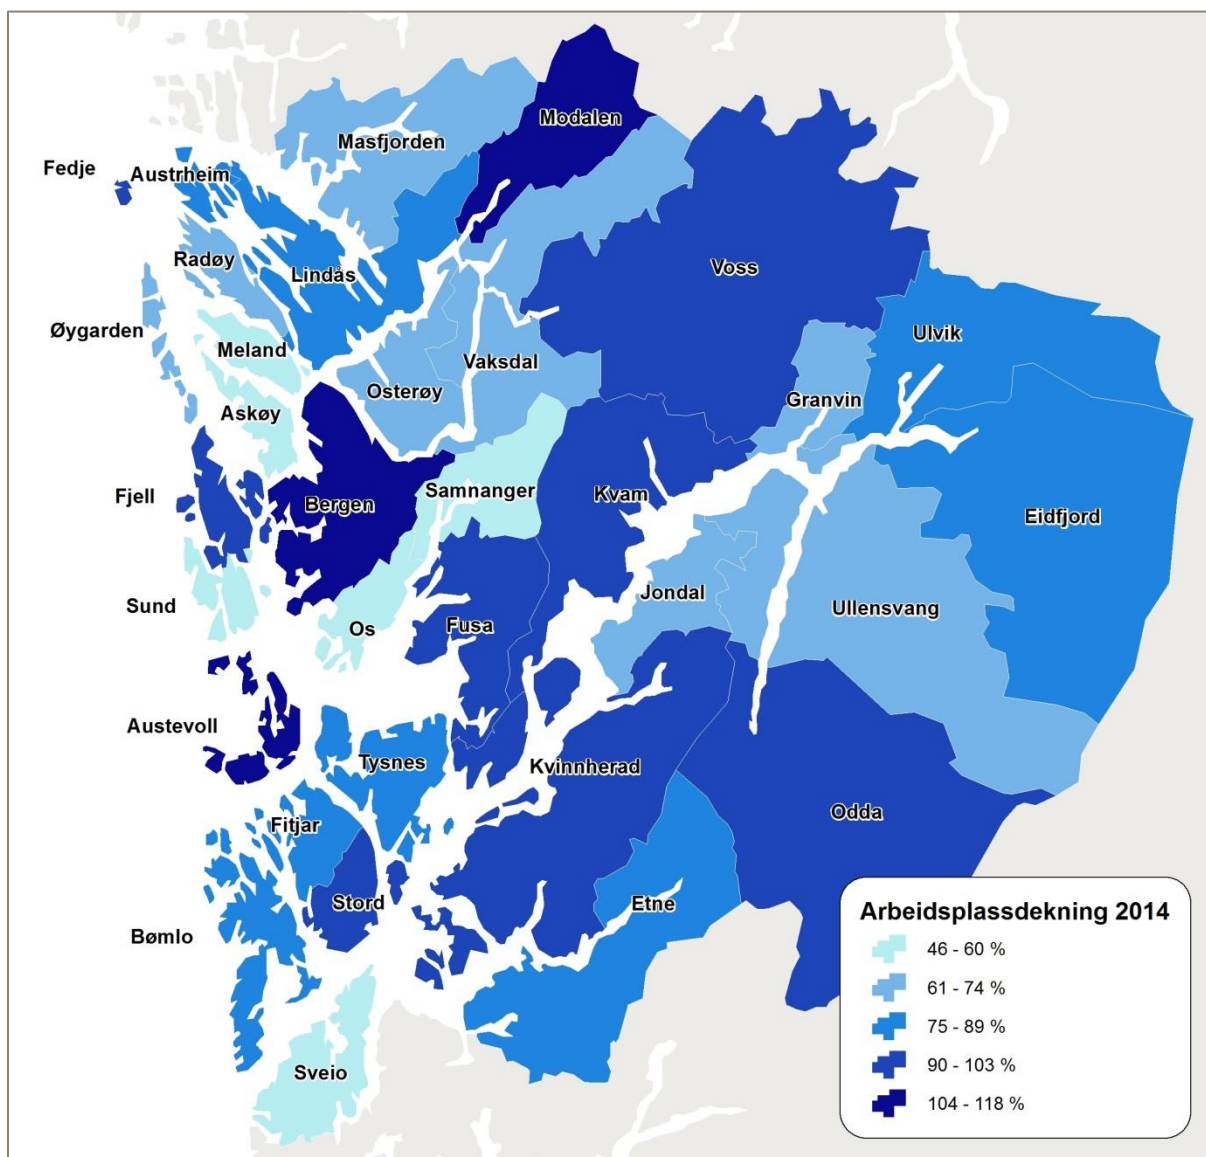 Modalen
Masfjorden
Fedje
Austrheim
Radøy
Lindås
Voss
Øygarden
Meland
Ulvik
Vaksdal
Osterøy
Granvin
Askøy
Fjell
Bergen
Samnanger
Kvam
Eidfjord
Sund
Os
Fusa
Jondal
Ullensvang
Austevoll
Tysnes
Kvinnherad
Odda
Fitjar
Stord
Etne
Bømlo
Sveio
Arbeidsplassdekning 2014
46 - 60 %
61 - 74 %
75 - 89 %
90 - 103 %
104 - 118 %